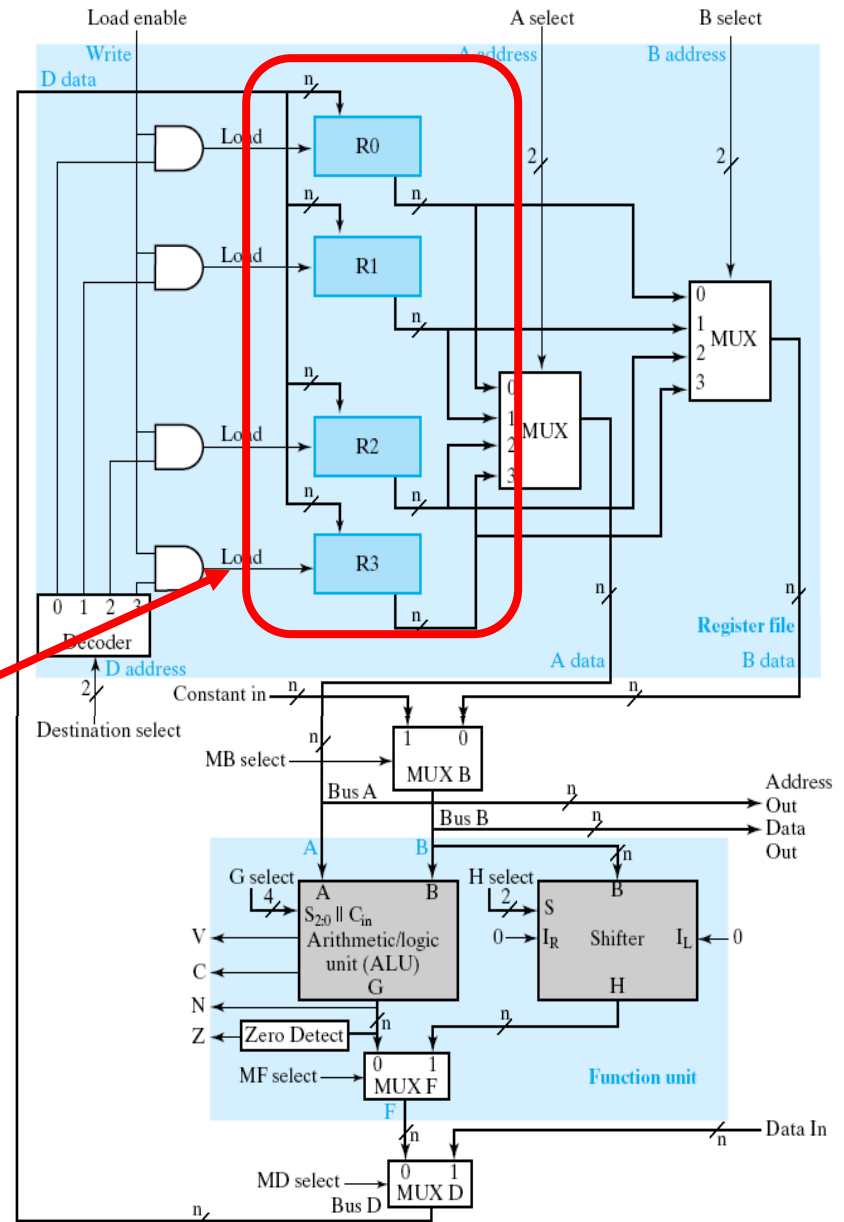 Load enable
A select
B select
Write
A address
B address
D data
n
Load
R0
2
2
n
n
Load
R1
0
n
1
MUX
2
n
3
0
1
MUX
Load
R2
2
3
n
n
Load
R3
n
n
0 1 2 3
n
Register file
Decoder
D address
A data
B data
2
Constant in
n
n
Destination select
n
1 0
MB select
MUX B
Address
Bus A
n
Out
Bus B
n
Data
Out
A
B
n
G select
H select
4
A
B
2
B
S2:0 || Cin
S
V
Arithmetic/logic
0
IR
Shifter
IL
0
unit (ALU)
C
G
H
N
n
n
Z
Zero Detect
0 1
MF select
MUX F
Function unit
F
n
n
Data In
0 1
MD select
MUX D
Bus D
n